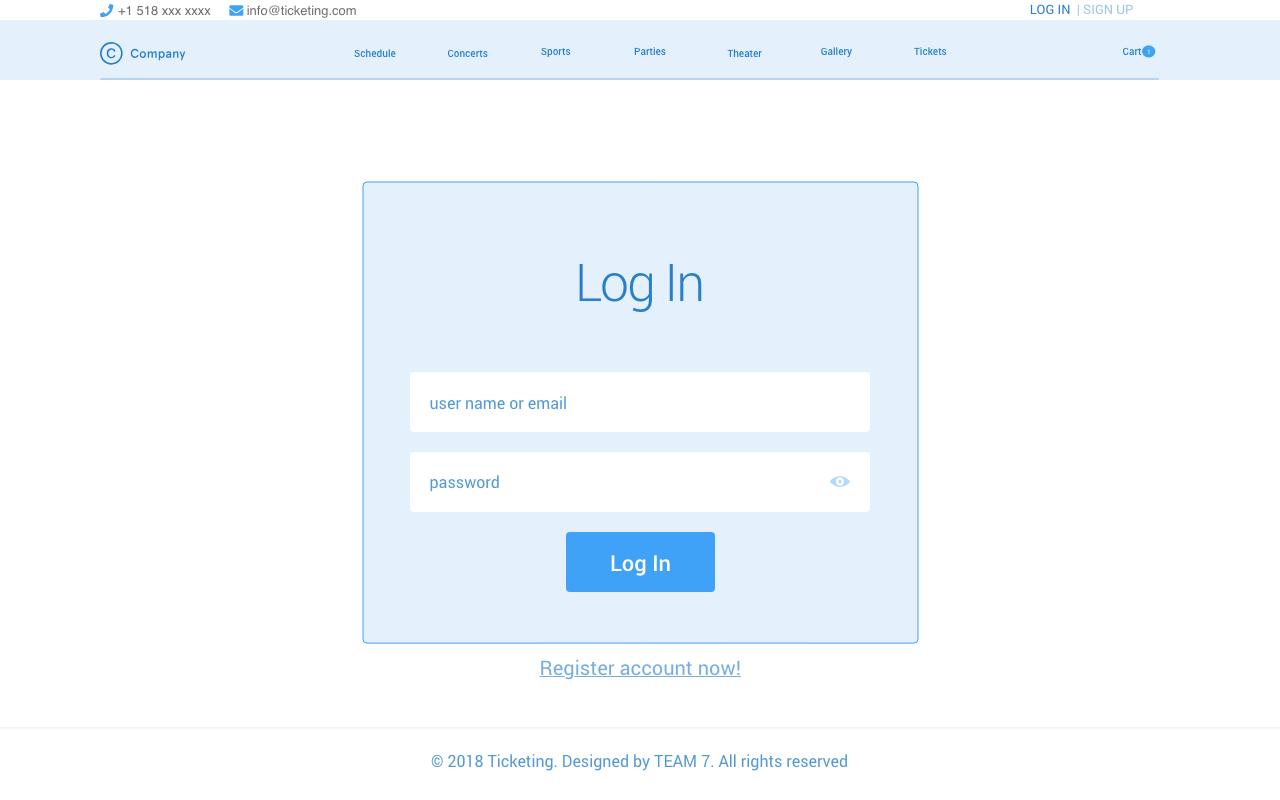 +1 518 xxx xxxx info@ticketing.com LOG IN | SIGN UP
C Company Schedule Concerts Sports Parties Theater Gallery Tickets Cart 1
Log In
user name or email
password
Log In
Register account now!
© 2018 Ticketing. Designed by TEAM 7. All rights reserved